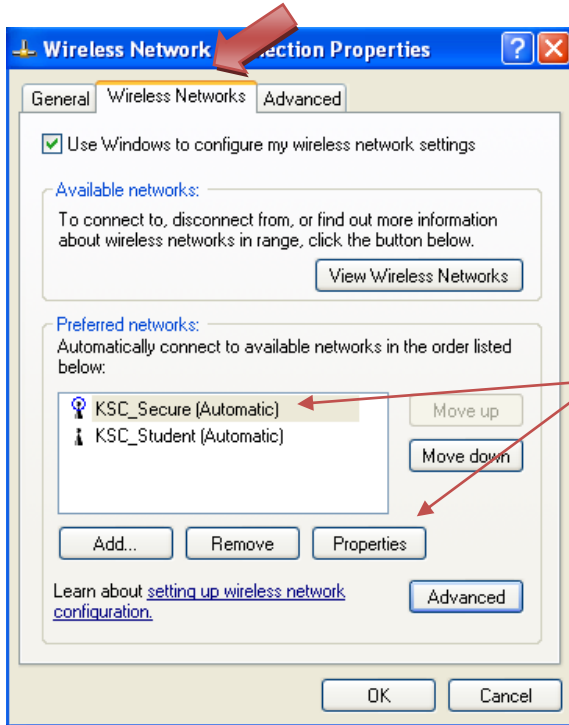 Wireless Network ection Properties
General Wireless Networks Advanced
Use Windows to configure my wireless network settings
Available networks:
To connect to, disconnect from, or find out more information
about wireless networks in range, click the button below.
View Wireless Networks
Preferred networks:
Automatically connect to available networks in the order listed
below:
KSC_Secure (Automatic)
KSC_Student (Automatic)
Move up
Move down
Add... Remove Properties
Learn about setting up wireless network
configuration.
Advanced
OK Cancel